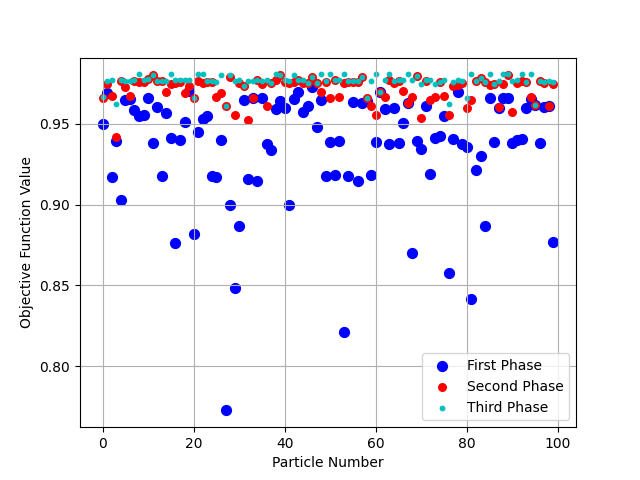 Objective Function Value
0.95
0.90
0.85
0.80
0
20
40
60
80
100
Particle Number
First Phase
Second Phase
Third Phase